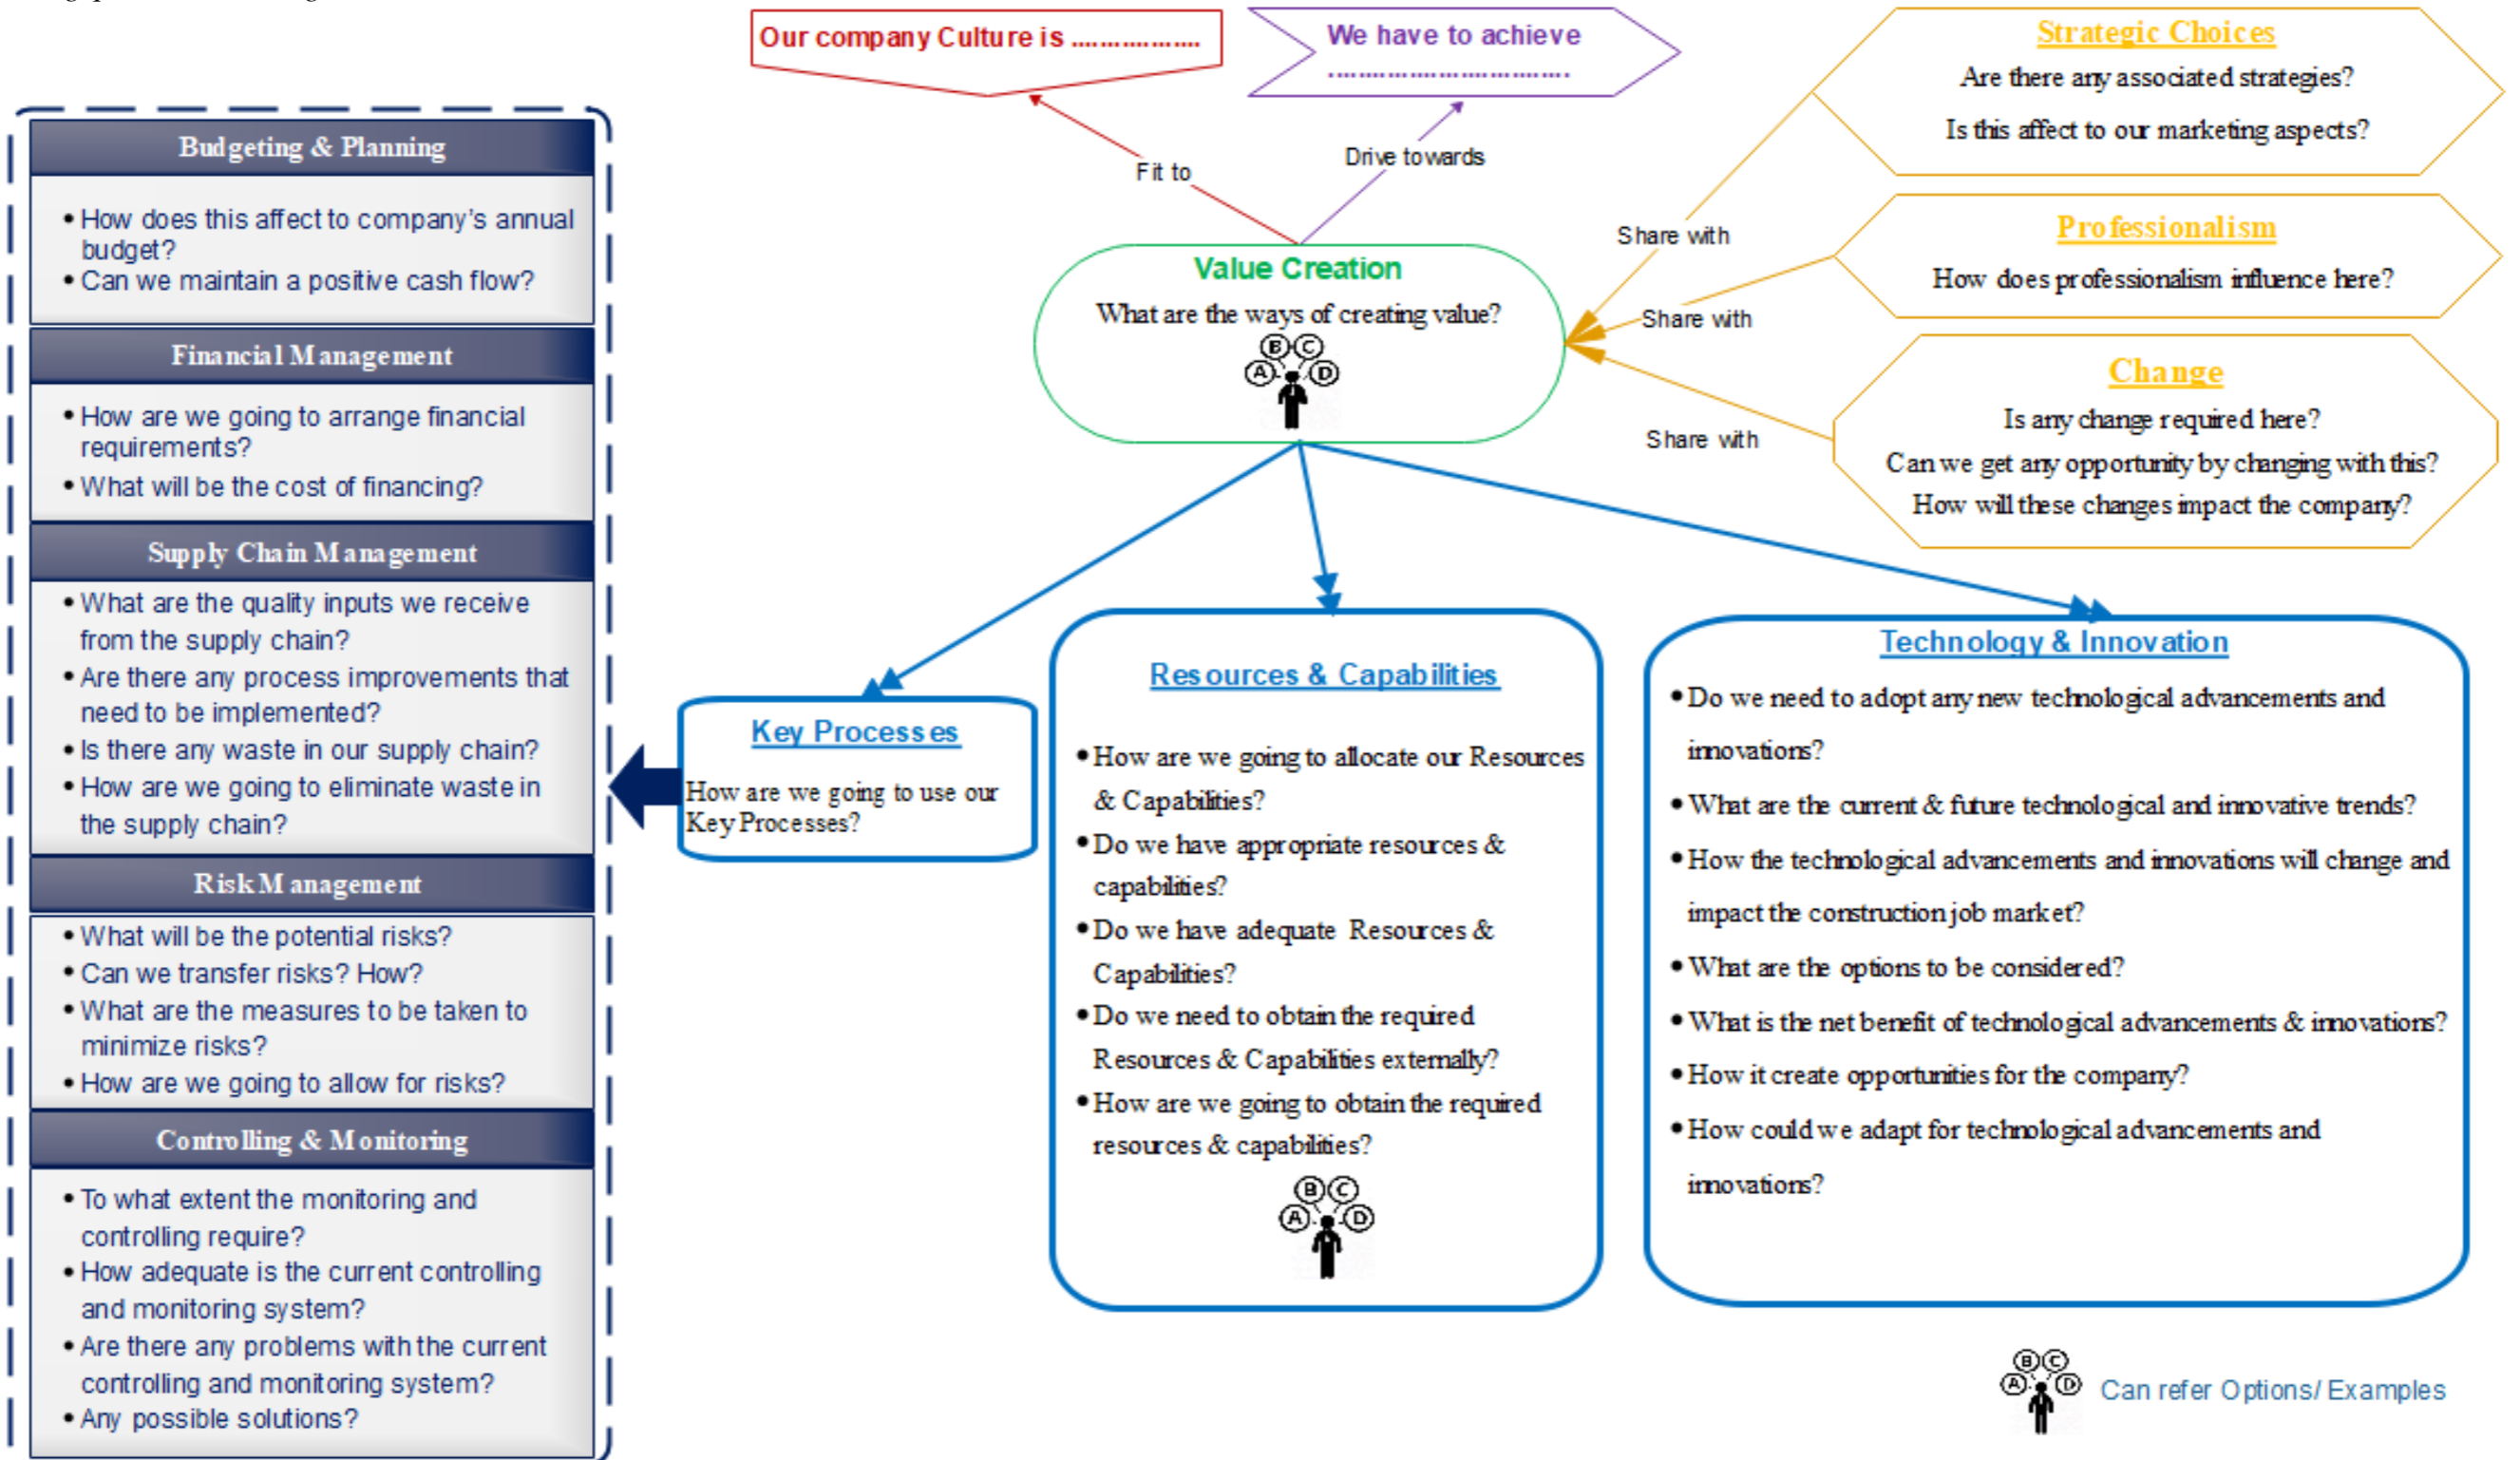 Our company Culture is ..................
We have to achieve
................................
Fit to
Drive towards
Strategic Choices
Are there any associated strategies?
Is this affect to our marketing aspects?
Share with
Professionalism
How does professionalism influence here?
Share with
Change
Is any change required here?
Can we get any opportunity by changing with this?
How will these changes impact the company?
Share with
Value Creation
What are the ways of creating value?
B C
A D
Budgeting & Planning
• How does this affect to company's annual
budget?
• Can we maintain a positive cash flow?
Financial Management
• How are we going to arrange financial
requirements?
• What will be the cost of financing?
Supply Chain Management
• What are the quality inputs we receive
from the supply chain?
• Are there any process improvements that
need to be implemented?
• Is there any waste in our supply chain?
• How are we going to eliminate waste in
the supply chain?
Risk Management
• What will be the potential risks?
• Can we transfer risks? How?
• What are the measures to be taken to
minimize risks?
• How are we going to allow for risks?
Controlling & Monitoring
• To what extent the monitoring and
controlling require?
• How adequate is the current controlling
and monitoring system?
• Are there any problems with the current
controlling and monitoring system?
• Any possible solutions?
Key Processes
How are we going to use our
Key Processes?
Resources & Capabilities
• How are we going to allocate our Resources
& Capabilities?
• Do we have appropriate resources &
capabilities?
• Do we have adequate Resources &
Capabilities?
• Do we need to obtain the required
Resources & Capabilities externally?
• How are we going to obtain the required
resources & capabilities?
B C
A D
Technology & Innovation
• Do we need to adopt any new technological advancements and
innovations?
• What are the current & future technological and innovative trends?
• How the technological advancements and innovations will change and
impact the construction job market?
• What are the options to be considered?
• What is the net benefit of technological advancements & innovations?
• How it create opportunities for the company?
• How could we adapt for technological advancements and
innovations?
B C
A D
Can refer Options/ Examples